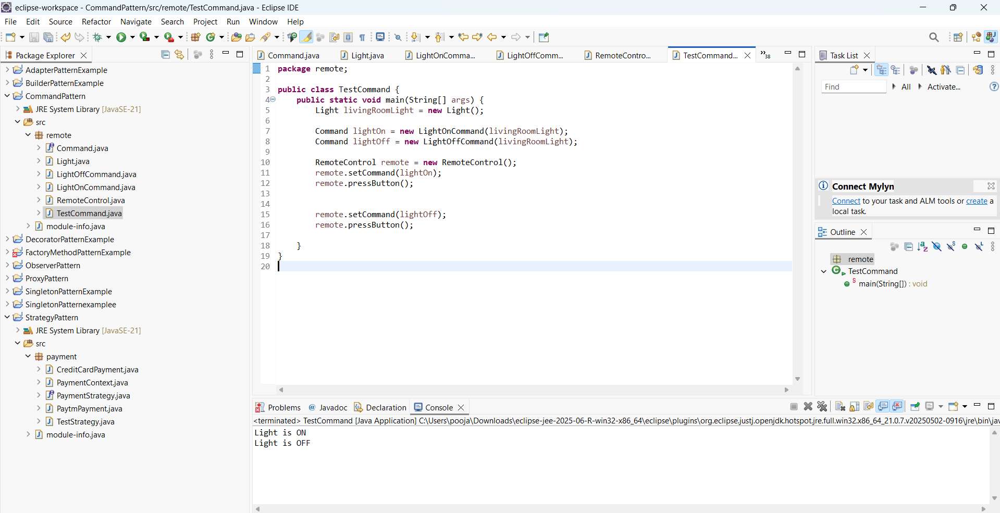 eclipse-workspace - CommandPattern/src/remote/TestCommand.java - Eclipse IDE
File Edit Source Refactor Navigate Search Project Run Window Help
Package Explorer
AdapterPatternExample
BuilderPatternExample
CommandPattern
JRE System Library [JavaSE-21]
src
remote
Command.java
Light.java
LightOffCommand.java
LightOnCommand.java
RemoteControl.java
TestCommand.java
module-info.java
DecoratorPatternExample
FactoryMethodPatternExample
ObserverPattern
ProxyPattern
SingletonPatternExample
SingletonPatternexamplee
StrategyPattern
JRE System Library [JavaSE-21]
src
payment
CreditCardPayment.java
PaymentContext.java
PaymentStrategy.java
PaytmPayment.java
TestStrategy.java
module-info.java
Command.java Light.java LightOnComma... LightOffComm... RemoteContro... TestCommand... »38
1 package remote;
2
3 public class TestCommand {
4 public static void main(String[] args) {
5 Light livingRoomLight = new Light();
6
7 Command lightOn = new LightOnCommand(livingRoomLight);
8 Command lightOff = new LightOffCommand(livingRoomLight);
9
10 RemoteControl remote = new RemoteControl();
11 remote.setCommand(lightOn);
12 remote.pressButton();
13
14
15 remote.setCommand(lightOff);
16 remote.pressButton();
17
18 }
19 }
20
Problems @ Javadoc Declaration Console
<terminated> TestCommand [Java Application] C:\Users\pooja\Downloads\eclipse-jee-2025-06-R-win32-x86_64\eclipse\plugins\org.eclipse.justj.openjdk.hotspot.jre.full.win32.x86_64_21.0.7.v20250502-0916\jre\bin\jav
Light is ON
Light is OFF
Task List
Find All Activate...
Connect Mylyn
Connect to your task and ALM tools or create a
local task.
Outline
remote
TestCommand
main(String[]) : void